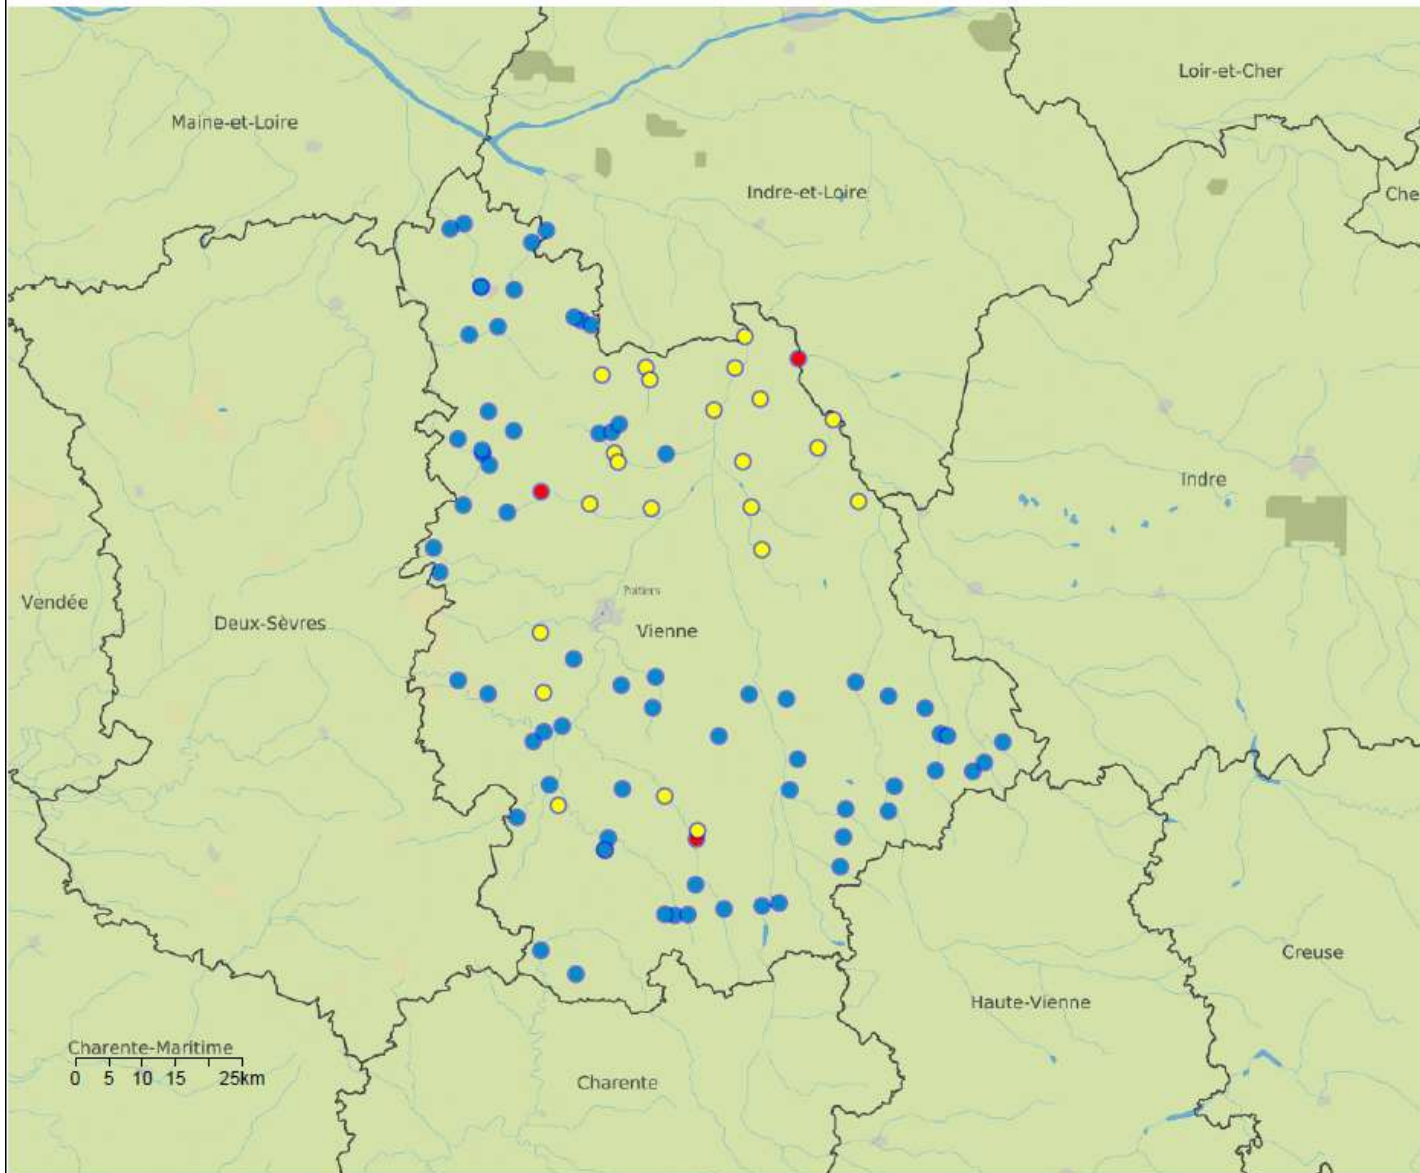 Loir-et-Cher
Maine-et-Loire
Indre-et-Loire
Che
Indre
Poitiers
Vendée
Deux-Sèvres
Vienne
Creuse
Haute-Vienne
Charente-Maritime
0 5 10 15 25km
Charente